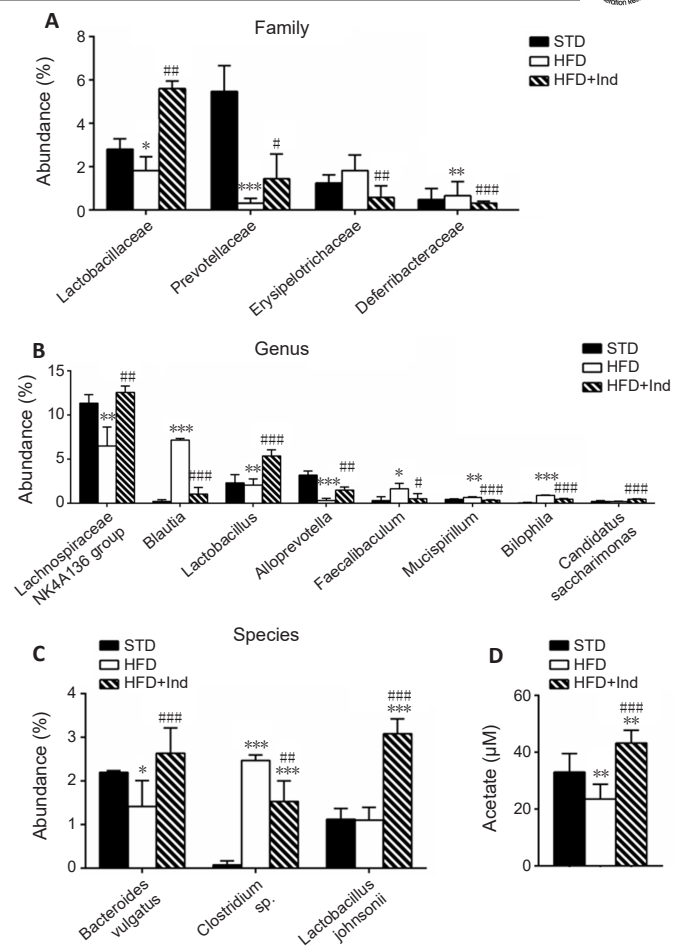 eration Res
A
Family
STD
HFD
HFD+Ind
Abundance (%)
8
6
4
2
0
##
*
***
#
##
**
###
Lactobacillaceae
Prevotellaceae
Erysipelotrichaceae
Deferribacteraceae
B
Genus
STD
HFD
HFD+Ind
Abundance (%)
15
10
5
0
**
##
***
###
**
###
***
##
*
#
**
###
***
###
###
Lachnospiraceae
NK4A136 group
Blautia
Lactobacillus
Alloprevotella
Faecalibaculum
Mucispirillum
Bilophila
Candidatus
saccharimonas
C
Species
STD
HFD
HFD+Ind
Abundance (%)
4
3
2
1
0
*
###
***
##
***
###
***
Bacteroides
vulgatus
Clostridium
sp.
Lactobacillus
johnsonii
D
STD
HFD
HFD+Ind
Acetate (µM)
60
40
20
0
**
###
**